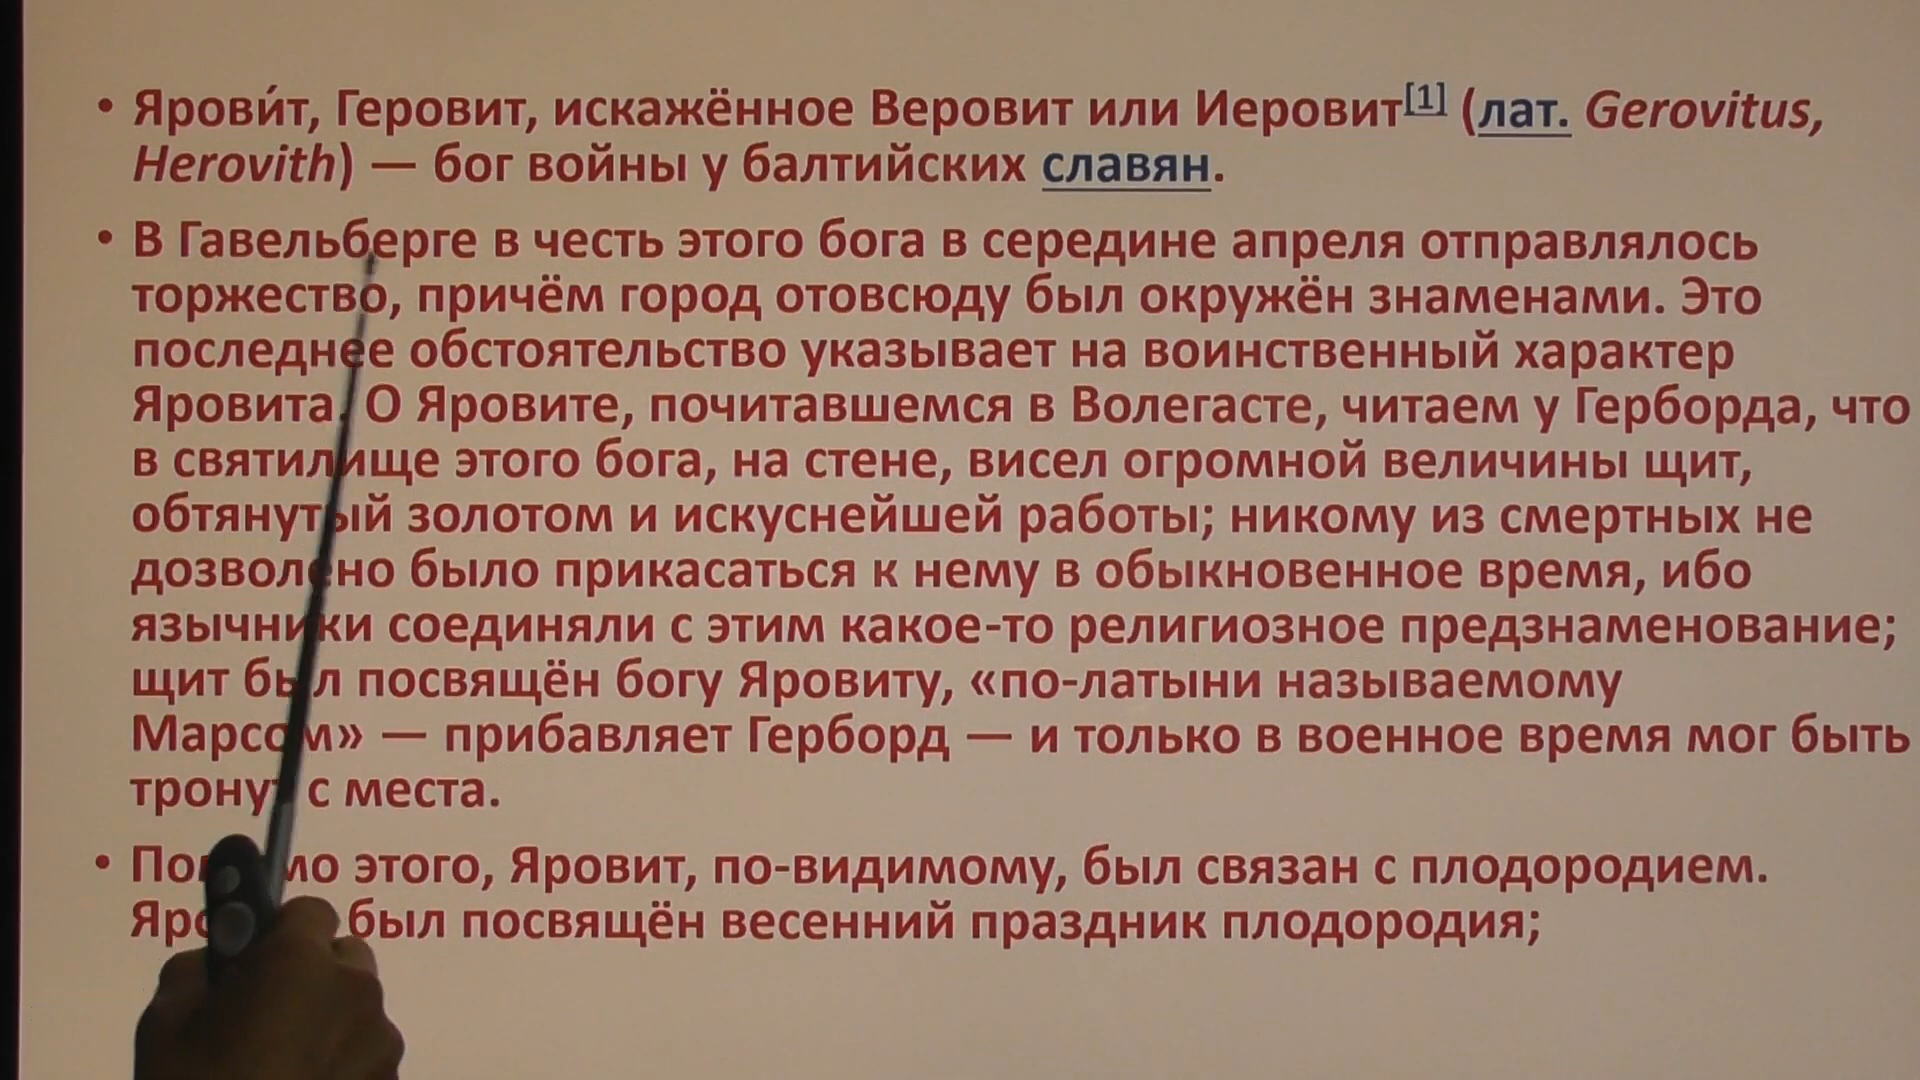 • Ярови́т, Геровит, искажённое Веровит или Иеровит[1] (лат. Gerovitus,
Herovith) — бог войны у балтийских славян.
• В Гавельберге в честь этого бога в середине апреля отправлялось
торжество, причём город отовсюду был окружён знаменами. Это
последнее обстоятельство указывает на воинственный характер
Яровита. О Яровите, почитавшемся в Волегасте, читаем у Герборда, что
в святилище этого бога, на стене, висел огромной величины щит,
обтянутый золотом и искуснейшей работы; никому из смертных не
дозволено было прикасаться к нему в обыкновенное время, ибо
язычники соединяли с этим какое-то религиозное предзнаменование;
щит был посвящён богу Яровиту, «по-латыни называемому
Марсом» — прибавляет Герборд — и только в военное время мог быть
тронут с места.
• этого, Яровит, по-видимому, был связан с плодородием.
был посвящён весенний праздник плодородия;